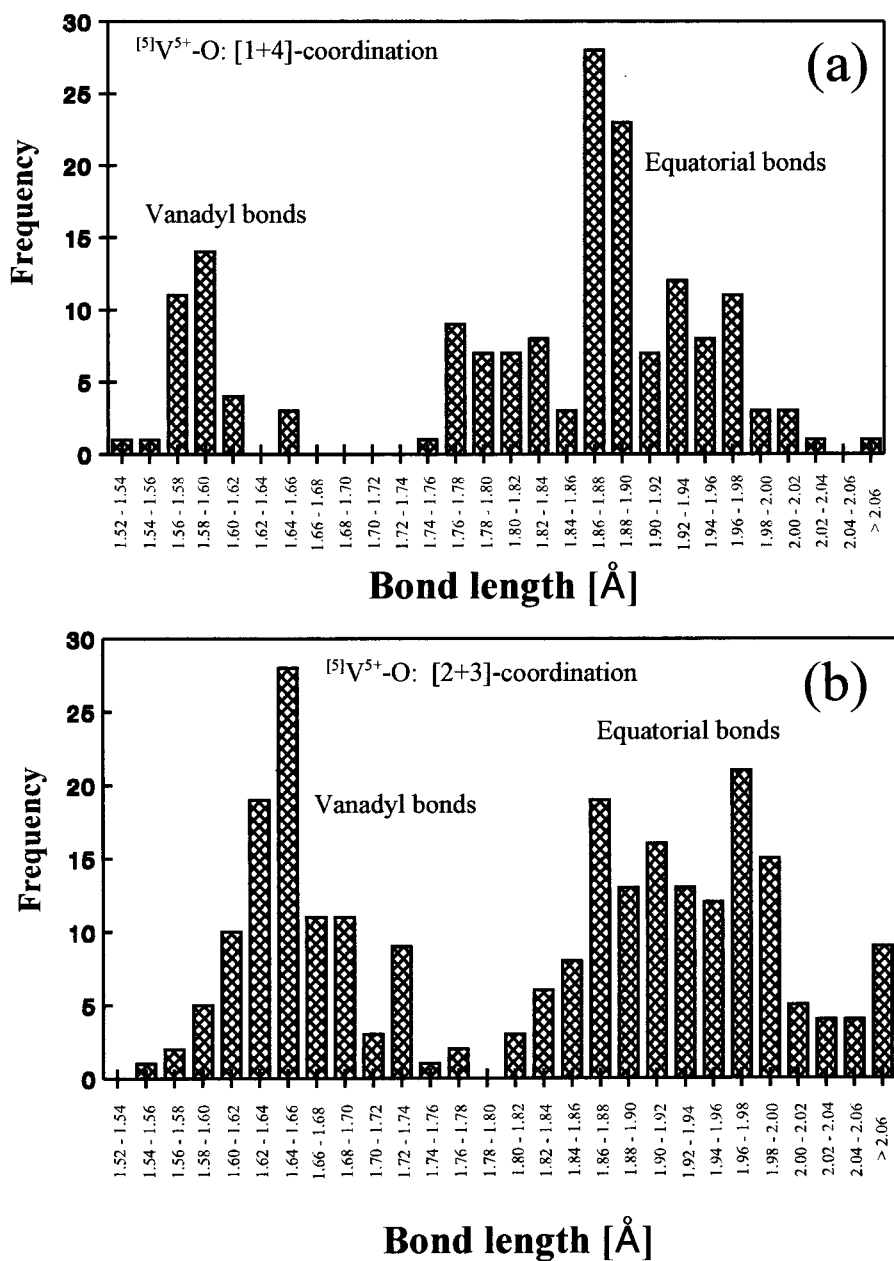 30
[5]V5+-O: [1+4]-coordination
(a)
25
Equatorial bonds
20
Vanadyl bonds
15
10
5
0
Frequency
1.52 - 1.54
1.54 - 1.56
1.56 - 1.58
1.58 - 1.60
1.60 - 1.62
1.62 - 1.64
1.64 - 1.66
1.66 - 1.68
1.68 - 1.70
1.70 - 1.72
1.72 - 1.74
1.74 - 1.76
1.76 - 1.78
1.78 - 1.80
1.80 - 1.82
1.82 - 1.84
1.84 - 1.86
1.86 - 1.88
1.88 - 1.90
1.90 - 1.92
1.92 - 1.94
1.94 - 1.96
1.96 - 1.98
1.98 - 2.00
2.00 - 2.02
2.02 - 2.04
2.04 - 2.06
> 2.06
Bond length [Å]
30
[5]V5+-O: [2+3]-coordination
(b)
25
Equatorial bonds
20
Vanadyl bonds
15
10
5
0
Frequency
1.52 - 1.54
1.54 - 1.56
1.56 - 1.58
1.58 - 1.60
1.60 - 1.62
1.62 - 1.64
1.64 - 1.66
1.66 - 1.68
1.68 - 1.70
1.70 - 1.72
1.72 - 1.74
1.74 - 1.76
1.76 - 1.78
1.78 - 1.80
1.80 - 1.82
1.82 - 1.84
1.84 - 1.86
1.86 - 1.88
1.88 - 1.90
1.90 - 1.92
1.92 - 1.94
1.94 - 1.96
1.96 - 1.98
1.98 - 2.00
2.00 - 2.02
2.02 - 2.04
2.04 - 2.06
> 2.06
Bond length [Å]